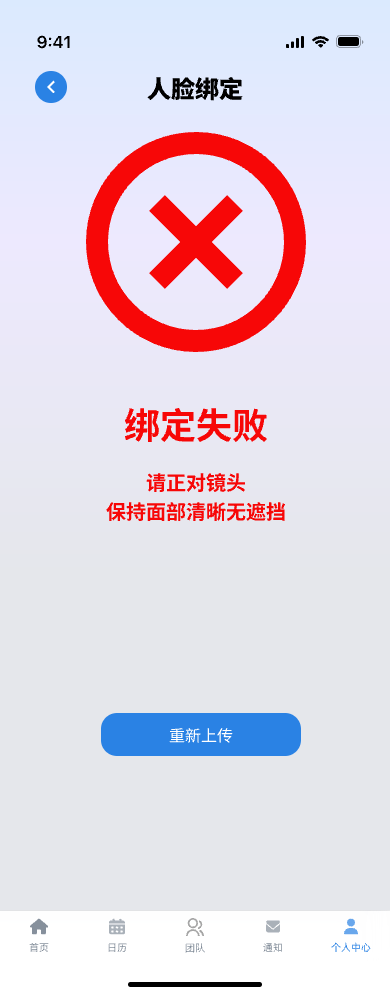 9:41
人脸绑定
绑定失败
请正对镜头
保持面部清晰无遮挡
重新上传
首页
日历
团队
通知
个人中心